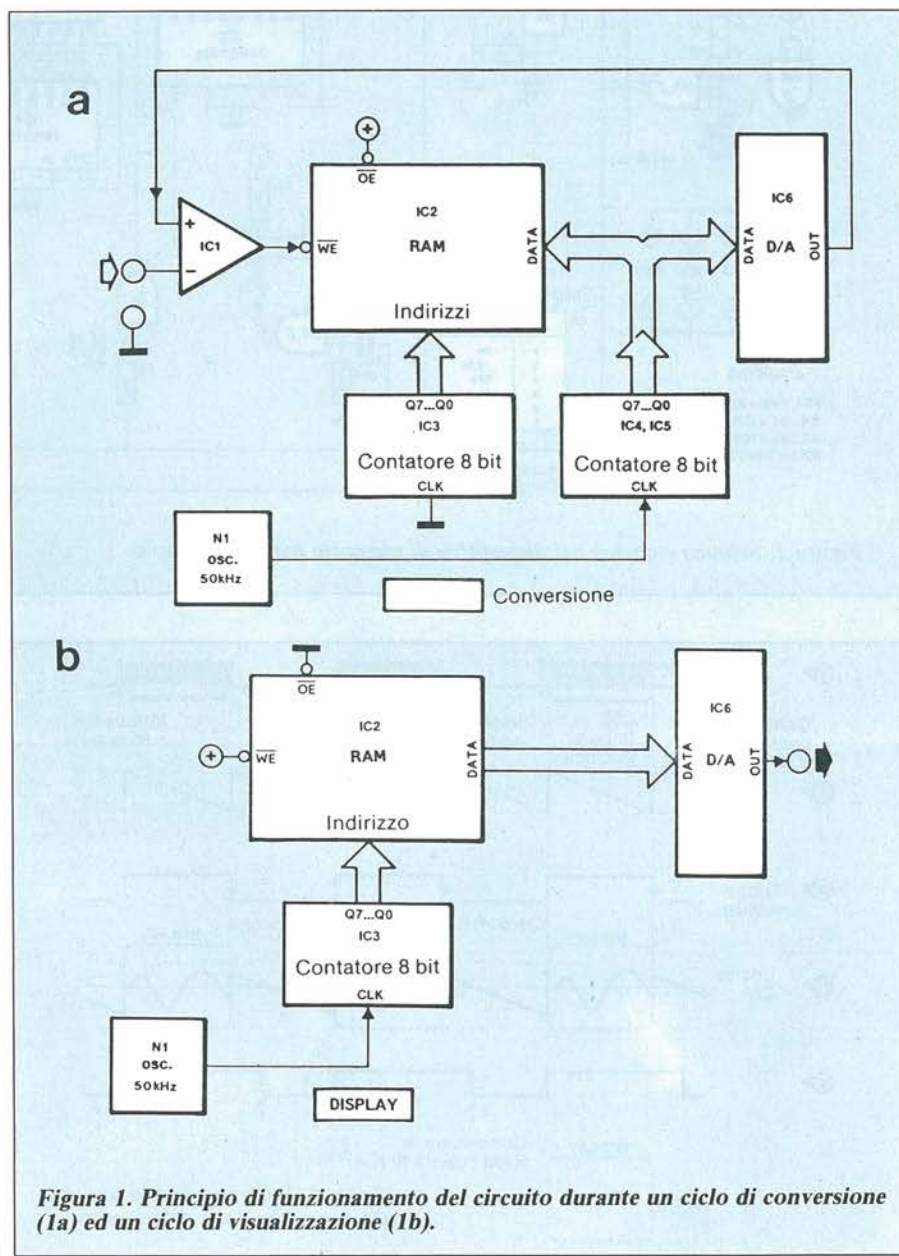 a
+
OE
IC2
RAM
WE
DATA
Indirizzi
+
IC1
−
IC6
DATA
D/A
OUT
Q7...Q0
IC3
Contatore 8 bit
CLK
Q7...Q0
IC4, IC5
Contatore 8 bit
CLK
N1
OSC.
50kHz
Conversione
b
OE
IC2
RAM
+
WE
DATA
Indirizzo
IC6
DATA
D/A
OUT
Q7...Q0
IC3
Contatore 8 bit
CLK
N1
OSC.
50kHz
DISPLAY
Figura 1. Principio di funzionamento del circuito durante un ciclo di conversione
(1a) ed un ciclo di visualizzazione (1b).